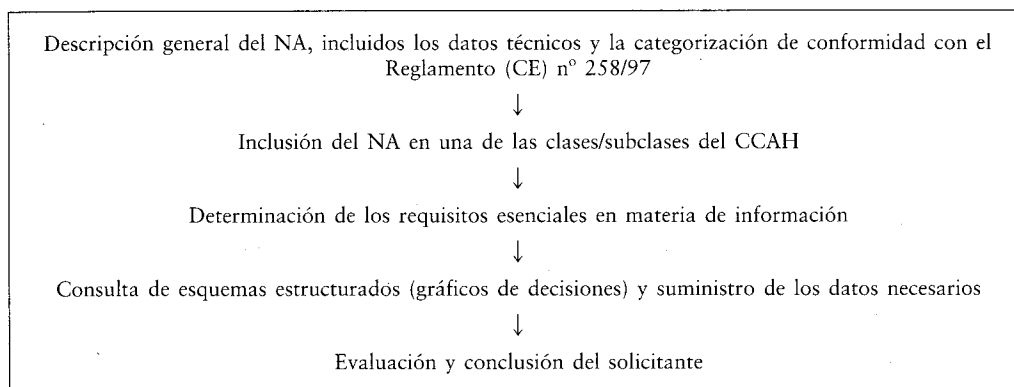 Descripción general del NA, incluidos los datos técnicos y la categorización de conformidad con el
Reglamento (CE) nº 258/97
↓
Inclusión del NA en una de las clases/subclases del CCAH
↓
Determinación de los requisitos esenciales en materia de información
↓
Consulta de esquemas estructurados (gráficos de decisiones) y suministro de los datos necesarios
↓
Evaluación y conclusión del solicitante